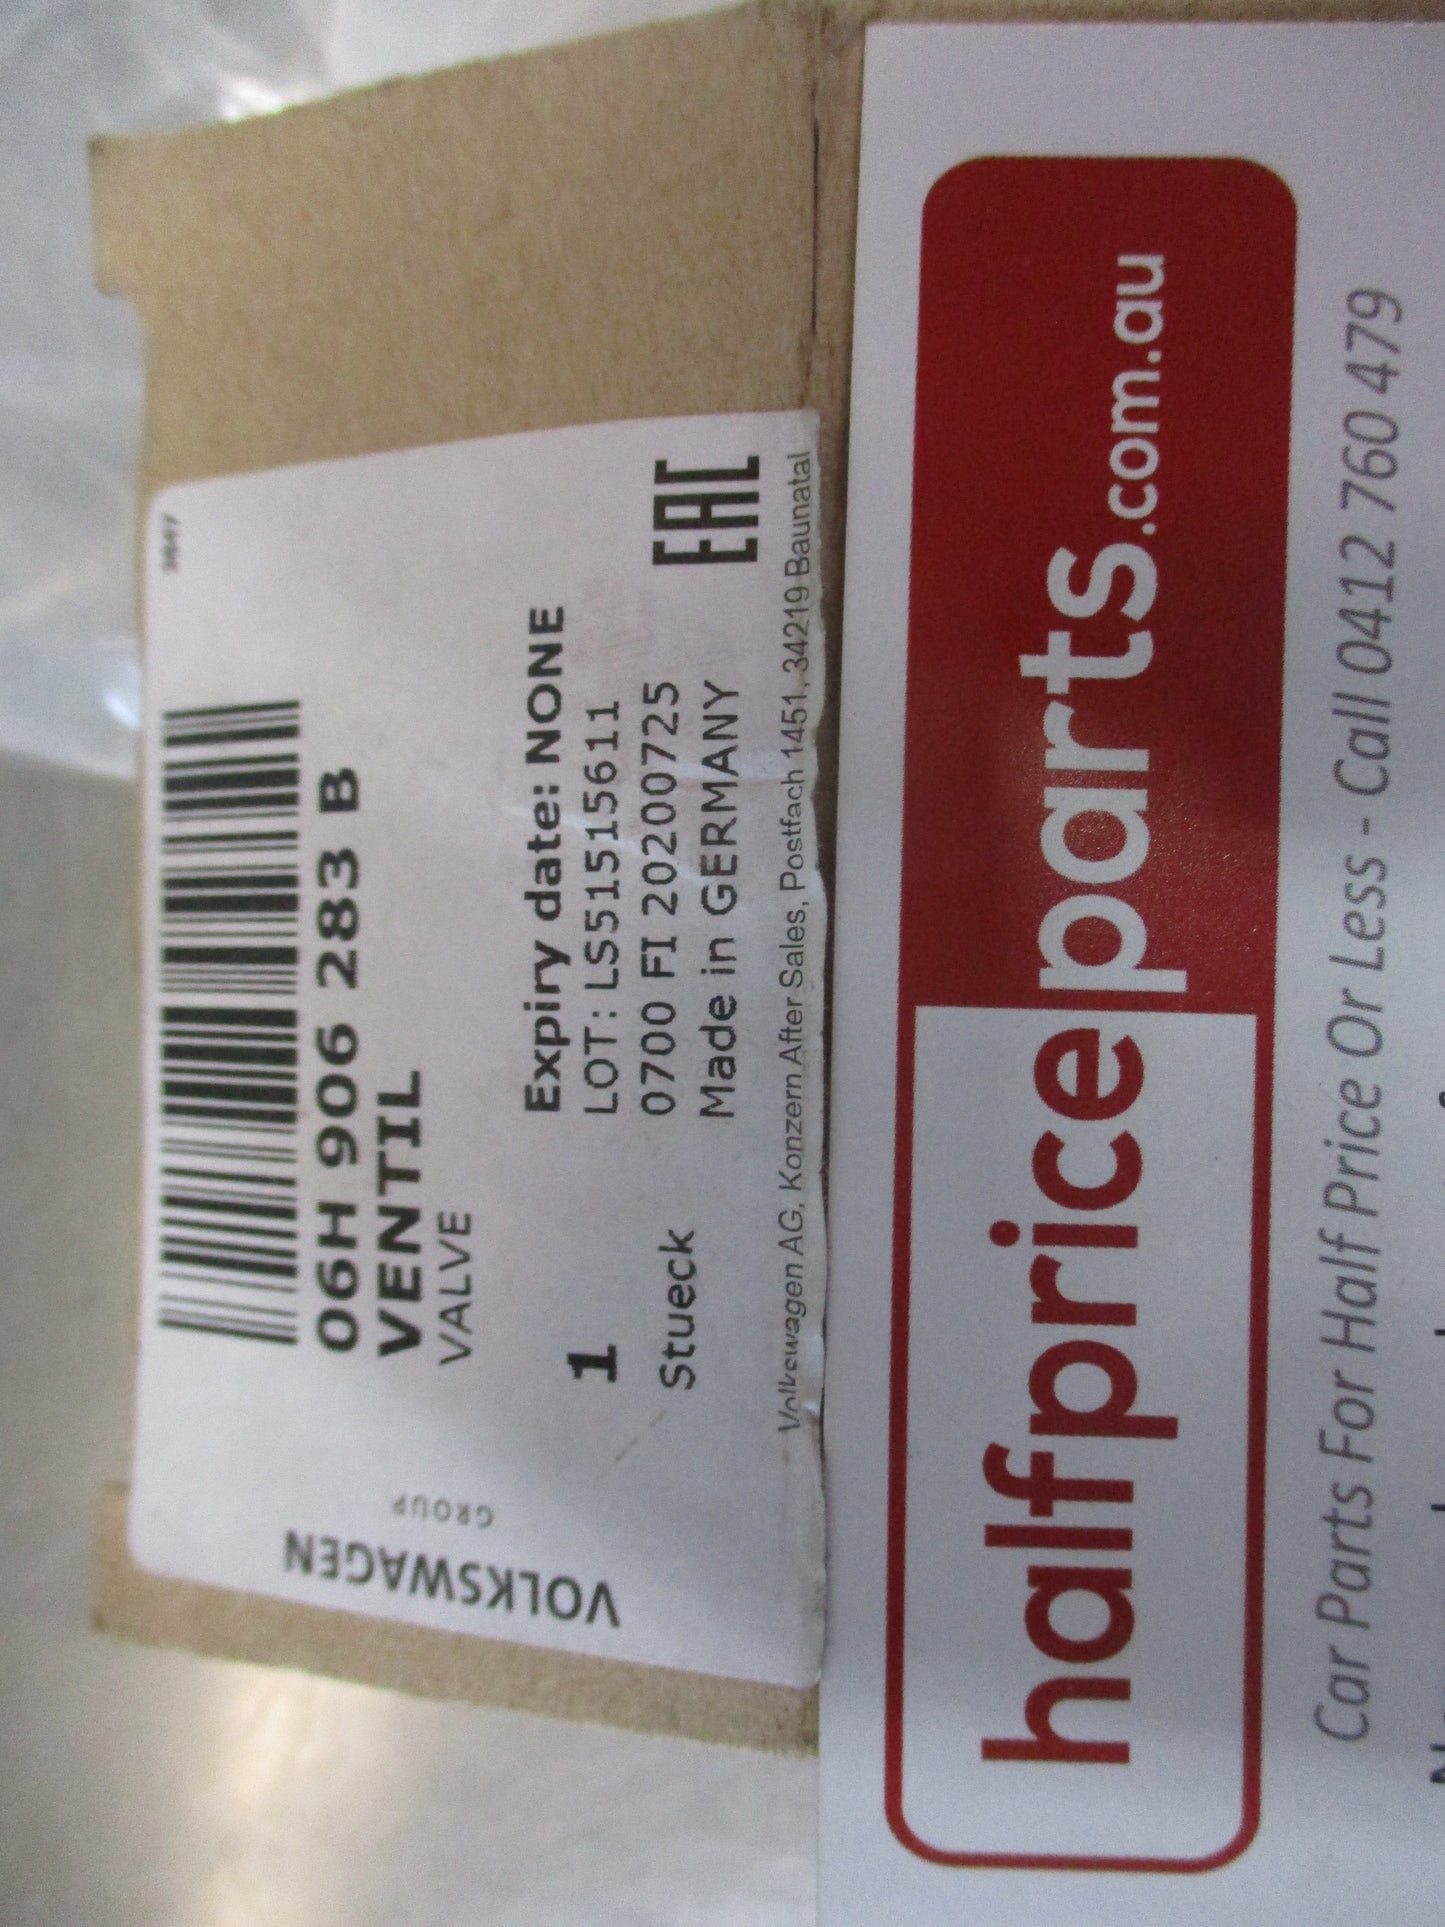 VOLKSWAGEN
GROUP
06H 906 283 B
VENTIL
VALVE
1
Expiry date: NONE
LOT: LS51515611
Stueck
0700 FI 20200725
Made in GERMANY
EAC
Volkswagen AG, Konzern After Sales, Postfach 1451, 34219 Baunatal
halfpriceparts.com.au
Car Parts For Half Price Or Less - Call 0412 760 479